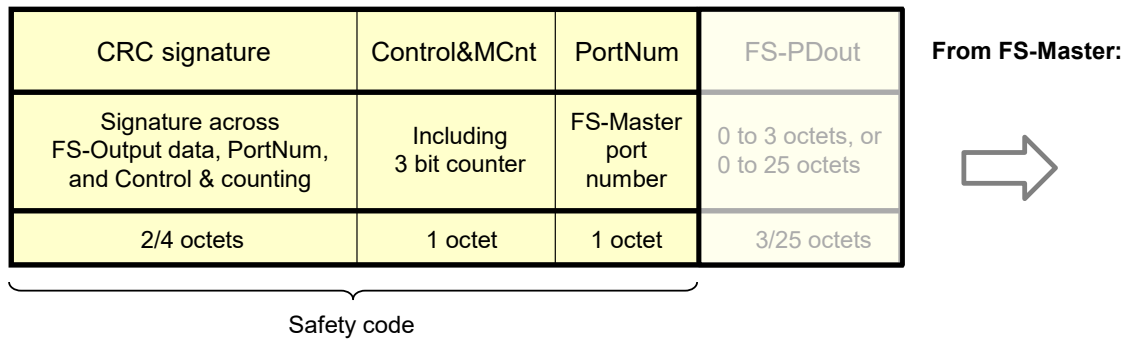 CRC signature
Control&MCnt
PortNum
FS-PDout
From FS-Master:
Signature across
FS-Output data, PortNum,
and Control & counting
Including
3 bit counter
FS-Master
port
number
0 to 3 octets, or
0 to 25 octets
2/4 octets
1 octet
1 octet
3/25 octets
Safety code